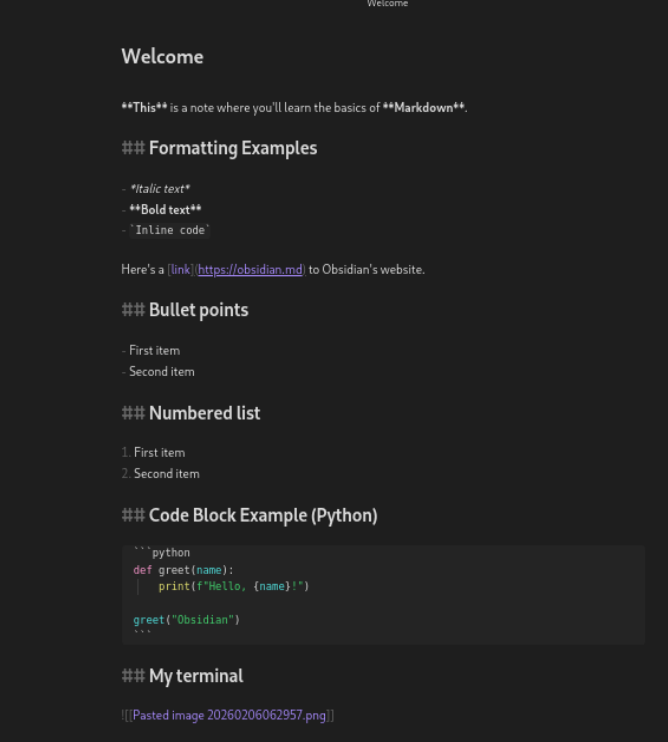 Welcome
Welcome
**This** is a note where you'll learn the basics of **Markdown**.
## Formatting Examples
- *Italic text*
- **Bold text**
- `Inline code`
Here's a [link](https://obsidian.md) to Obsidian's website.
## Bullet points
- First item
- Second item
## Numbered list
1. First item
2. Second item
## Code Block Example (Python)
```python
def greet(name):
    print(f"Hello, {name}!")
greet("Obsidian")
```
## My terminal
![[Pasted image 20260206062957.png]]